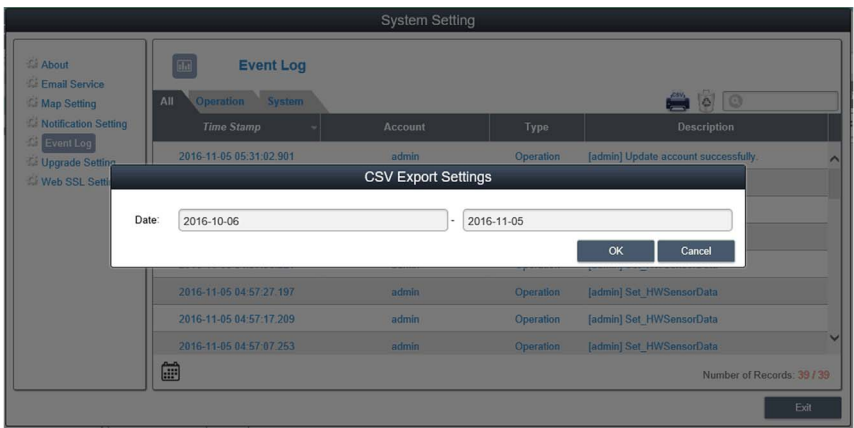 System Setting
About
Email Service
Map Setting
Notification Setting
Event Log
Upgrade Setting
Web SSL Setti
Event Log
All Operation System
CSV
Time Stamp Account Type Description
2016-11-05 05:31:02.901 admin Operation [admin] Update account successfully.
CSV Export Settings
Date: 2016-10-06 - 2016-11-05
OK Cancel
2016-11-05 04:57:27.197 admin Operation [admin] Set_HWSensorData
2016-11-05 04:57:17.209 admin Operation [admin] Set_HWSensorData
2016-11-05 04:57:07.253 admin Operation [admin] Set_HWSensorData
Number of Records: 39 / 39
Exit